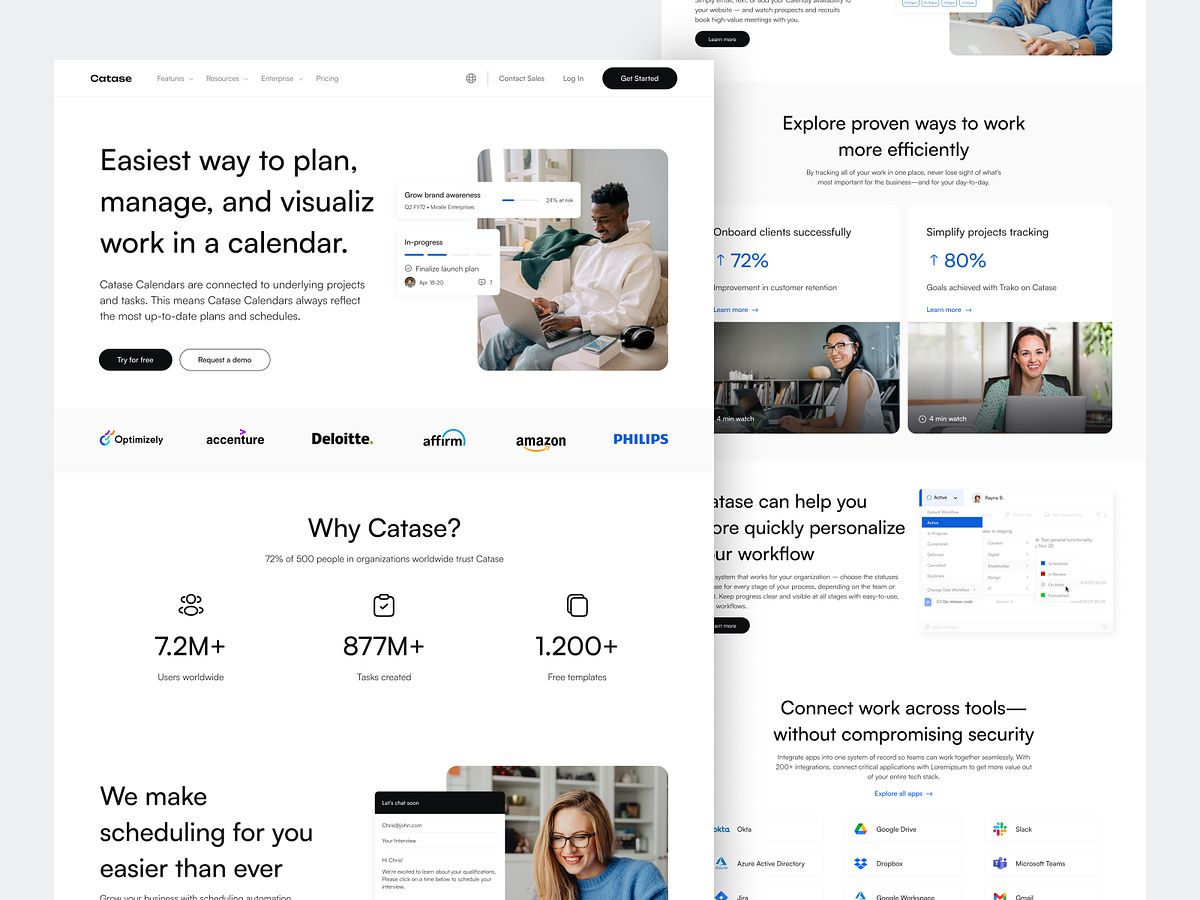 Catase
Features
Resources
Enterprise
Pricing
Contact Sales
Log In
Get Started
Easiest way to plan,
manage, and visualiz
work in a calendar.
Catase Calendars are connected to underlying projects
and tasks. This means Catase Calendars always reflect
the most up-to-date plans and schedules.
Try for free
Request a demo
Grow brand awareness
Q2 FY72 • Miralle Enterprises
24% at risk
In-progress
Finalize launch plan
Apr 18-20
7
Optimizely
accenture
Deloitte.
affirm
amazon
PHILIPS
Why Catase?
72% of 500 people in organizations worldwide trust Catase
7.2M+
Users worldwide
877M+
Tasks created
1.200+
Free templates
We make
scheduling for you
easier than ever
Grow your business with scheduling automation
Let's chat soon
Chris@john.com
Your Interview
Hi Chris!
We're excited to learn about your qualifications.
Please click on a time below to schedule your
interview.
Simply email, text, or add your Calendly availability to
your website — and watch prospects and recruits
book high-value meetings with you.
Learn more
Explore proven ways to work
more efficiently
By tracking all of your work in one place, never lose sight of what's
most important for the business—and for your day-to-day.
Onboard clients successfully
↑ 72%
Improvement in customer retention
Learn more →
4 min watch
Simplify projects tracking
↑ 80%
Goals achieved with Trako on Catase
Learn more →
4 min watch
atase can help you
ore quickly personalize
ur workflow
system that works for your organization — choose the statuses
use for every stage of your process, depending on the team or
t. Keep progress clear and visible at all stages with easy-to-use,
workflows.
arn more
Active
Rayna B.
Default Workflow
Active
In Progress
Completed
Deferred
Cancelled
Duplicate
Change Task Workflow
Current
Digital
Stakeholder
Design
IT
Test general functionality
Nov 28
Scheduled
In Review
On Hold
Completed
Connect work across tools—
without compromising security
Integrate apps into one system of record so teams can work together seamlessly. With
200+ integrations, connect critical applications with Loremipsum to get more value out
of your entire tech stack.
Explore all apps →
okta
Okta
Google Drive
Slack
Azure
Azure Active Directory
Dropbox
Microsoft Teams
Jira
Google Workspace
Gmail